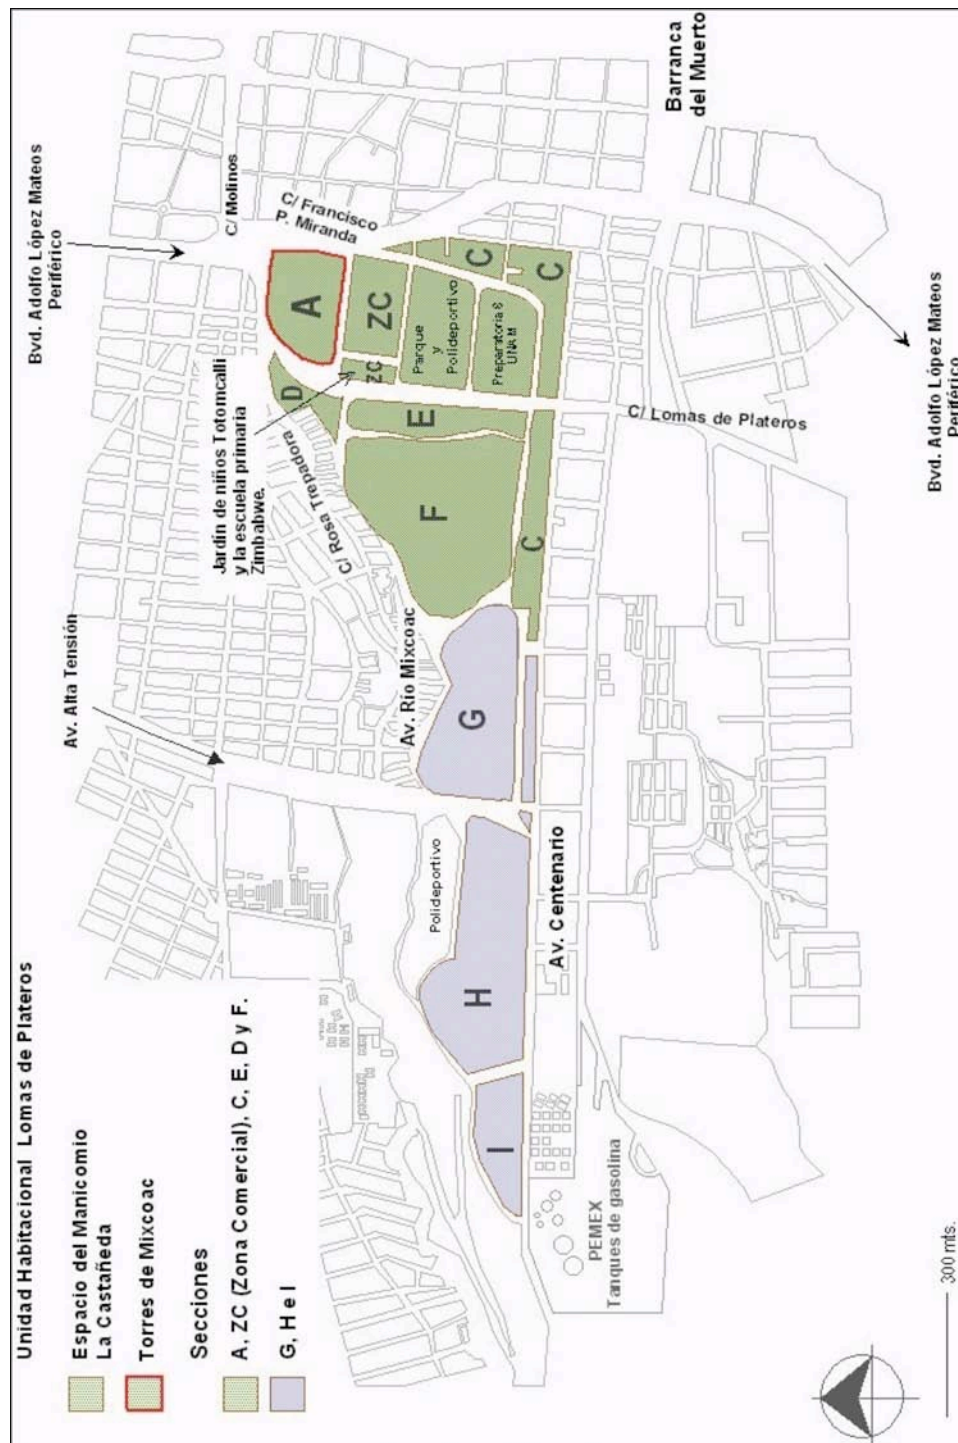 Unidad Habitacional Lomas de Plateros
Espacio del Manicomio
La Castañeda
Torres de Mixcoac
Secciones
A, ZC (Zona Comercial), C, E, D y F.
G, H e I
Av. Alta Tensión
Bvd. Adolfo López Mateos
Periférico
C/ Molinos
C/ Francisco
P. Miranda
Barranca
del Muerto
Jardín de niños Totomcalli
y la escuela primaria
Zimbabwe.
C/ Rosa Trepadora
Av. Río Mixcoac
A
ZC
ZC
D
E
F
C
C
C
Parque
y
Polideportivo
Preparatoria 8
UNAM
C/ Lomas de Plateros
G
H
I
Polideportivo
Av. Centenario
PEMEX
Tanques de gasolina
Bvd. Adolfo López Mateos
Periférico
300 mts.